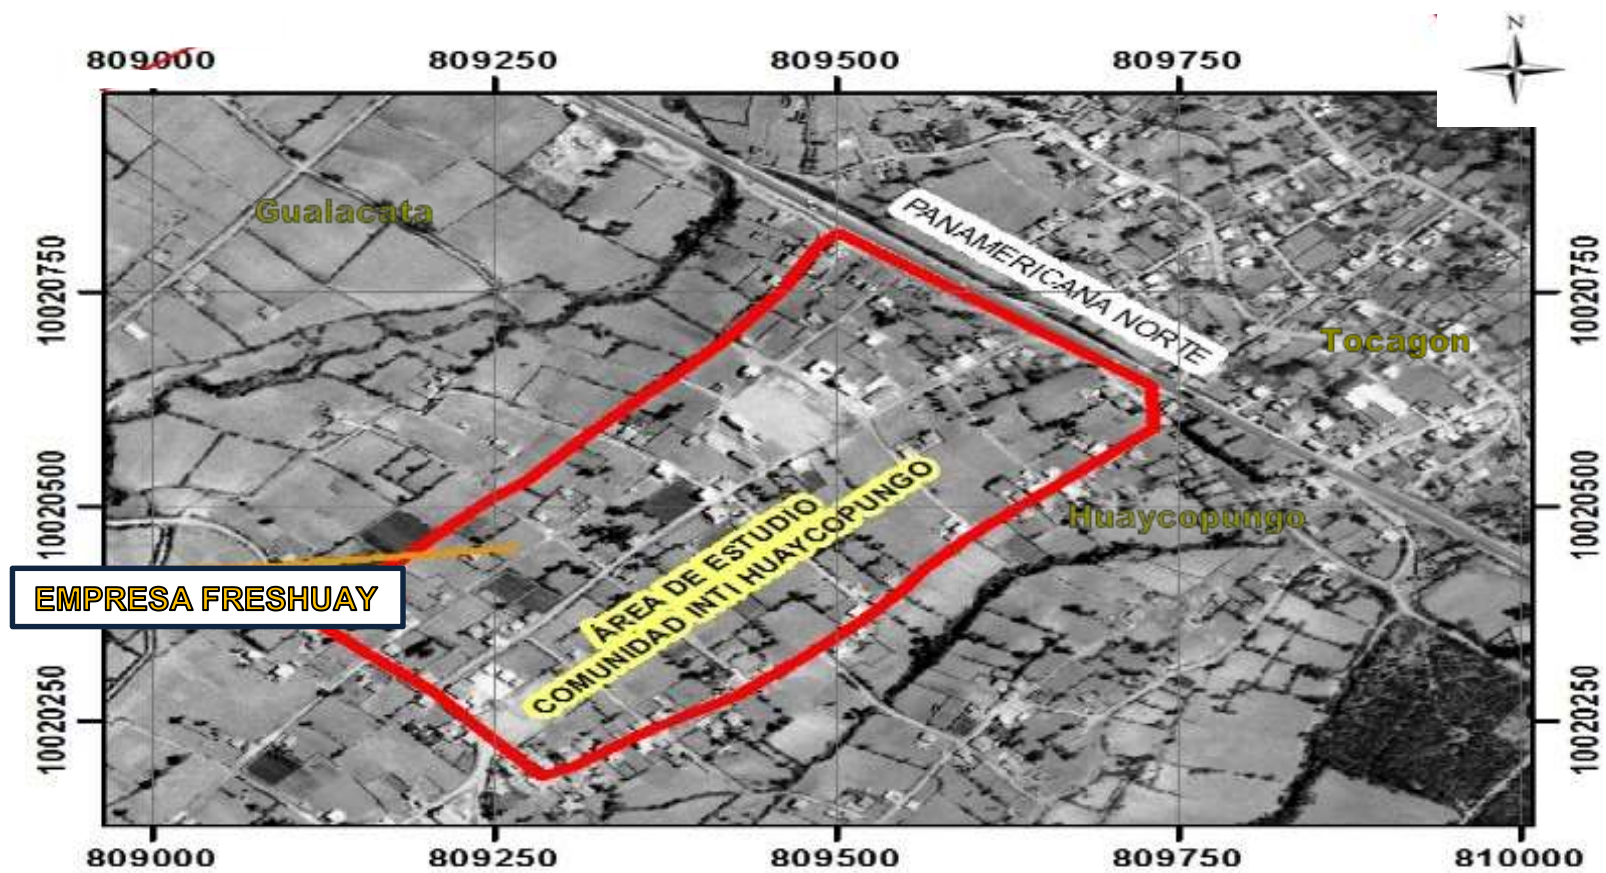 N
809000 809250 809500 809750
Gualacata
PANAMERICANA NORTE
10020750
10020750
Tocagón
10020500
10020500
Huaycopungo
ÁREA DE ESTUDIO
COMUNIDAD INTI HUAYCOPUNGO
EMPRESA FRESHUAY
10020250
10020250
809000 809250 809500 809750 810000